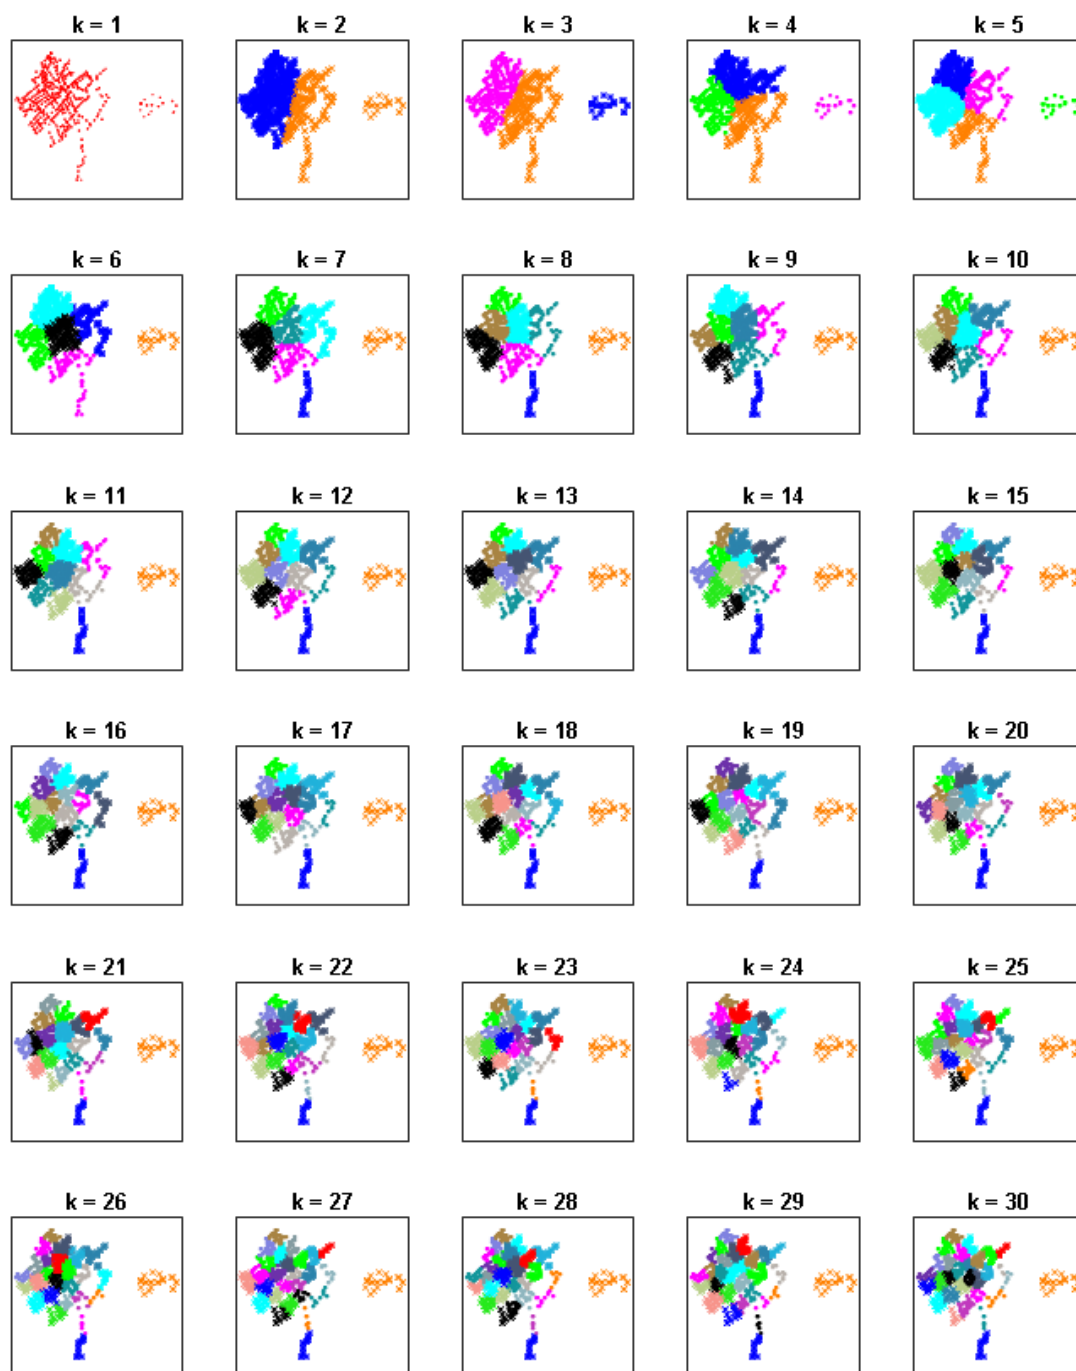 k = 1 k = 2 k = 3 k = 4 k = 5
k = 6 k = 7 k = 8 k = 9 k = 10
k = 11 k = 12 k = 13 k = 14 k = 15
k = 16 k = 17 k = 18 k = 19 k = 20
k = 21 k = 22 k = 23 k = 24 k = 25
k = 26 k = 27 k = 28 k = 29 k = 30